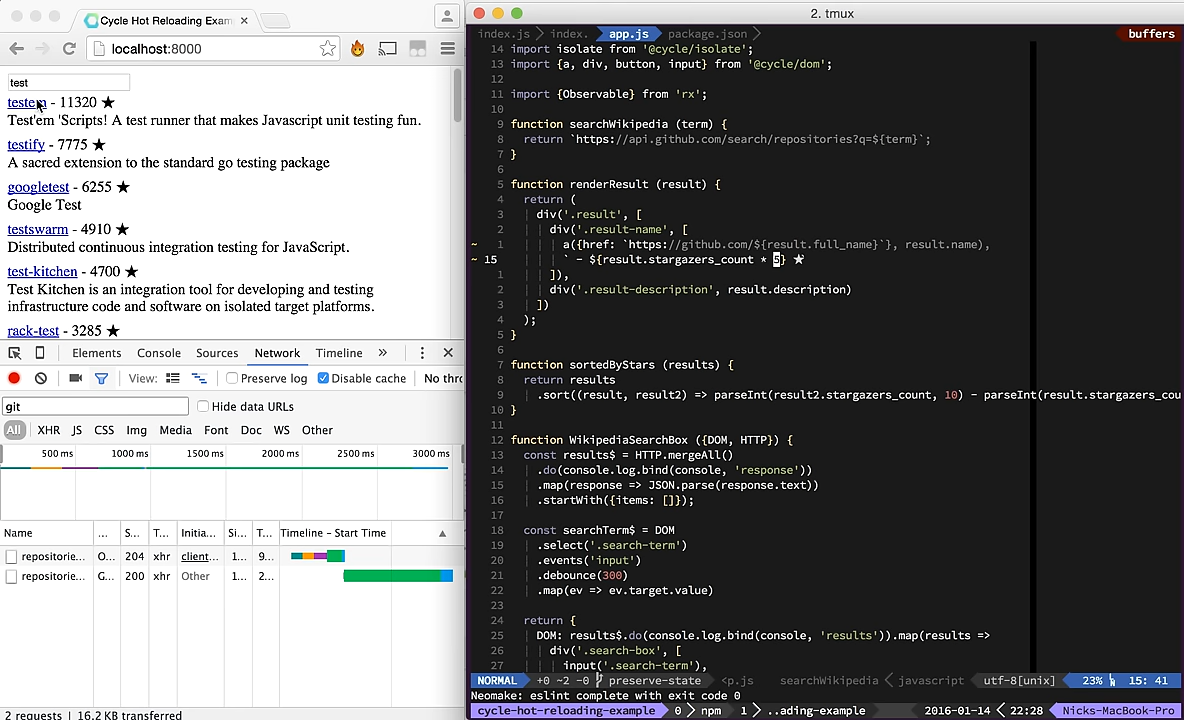 Cycle Hot Reloading Exam
localhost:8000
test
testem - 11320 ★
Test'em 'Scripts! A test runner that makes Javascript unit testing fun.
testify - 7775 ★
A sacred extension to the standard go testing package
googletest - 6255 ★
Google Test
testswarm - 4910 ★
Distributed continuous integration testing for JavaScript.
test-kitchen - 4700 ★
Test Kitchen is an integration tool for developing and testing
infrastructure code and software on isolated target platforms.
rack-test - 3285 ★
Elements Console Sources Network Timeline »
View: Preserve log Disable cache No thro
git Hide data URLs
All XHR JS CSS Img Media Font Doc WS Other
500 ms 1000 ms 1500 ms 2000 ms 2500 ms 3000 ms
Name ... S... T... Initia... Si... T... Timeline – Start Time
repositorie... O... 204 xhr client... 1... 9...
repositorie... G... 200 xhr Other 1... 2...
2 requests | 16.2 KB transferred
2. tmux
index.js index. app.js package.json buffers
14 import isolate from '@cycle/isolate';
13 import {a, div, button, input} from '@cycle/dom';
12
11 import {Observable} from 'rx';
10
9 function searchWikipedia (term) {
8 return `https://api.github.com/search/repositories?q=${term}`;
7 }
6
5 function renderResult (result) {
4 return (
3 div('.result', [
2 div('.result-name', [
~ 1 a({href: `https://github.com/${result.full_name}`}, result.name),
~ 15 ` - ${result.stargazers_count * 5} ★`
1 ]),
2 div('.result-description', result.description)
3 ])
4 );
5 }
6
7 function sortedByStars (results) {
8 return results
9 .sort((result, result2) => parseInt(result2.stargazers_count, 10) - parseInt(result.stargazers_cou
10 }
11
12 function WikipediaSearchBox ({DOM, HTTP}) {
13 const results$ = HTTP.mergeAll()
14 .do(console.log.bind(console, 'response'))
15 .map(response => JSON.parse(response.text))
16 .startWith({items: []});
17
18 const searchTerm$ = DOM
19 .select('.search-term')
20 .events('input')
21 .debounce(300)
22 .map(ev => ev.target.value)
23
24 return {
25 DOM: results$.do(console.log.bind(console, 'results')).map(results =>
26 div('.search-box', [
27 input('.search-term'),
NORMAL +0 ~2 -0 preserve-state <p.js searchWikipedia javascript utf-8[unix] 23% 15: 41
Neomake: eslint complete with exit code 0
cycle-hot-reloading-example 0 npm 1 ..ading-example 2016-01-14 22:28 Nicks-MacBook-Pro